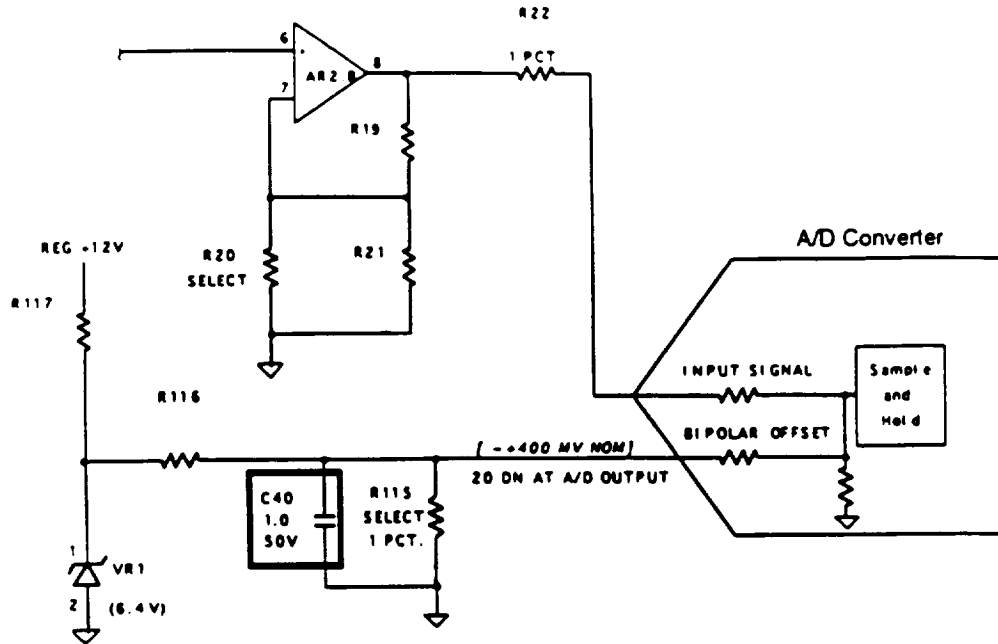 R22
6
1 PCT
8
AR2.B
7
R19
REG +12V
R20
SELECT
R21
A/D Converter
R117
INPUT SIGNAL
Sample
and
Hold
R116
BIPOLAR OFFSET
[ -+400 MV NOM ]
20 DN AT A/D OUTPUT
C40
1.0
50V
R115
SELECT
1 PCT.
1
VR1
2
(6.4V)